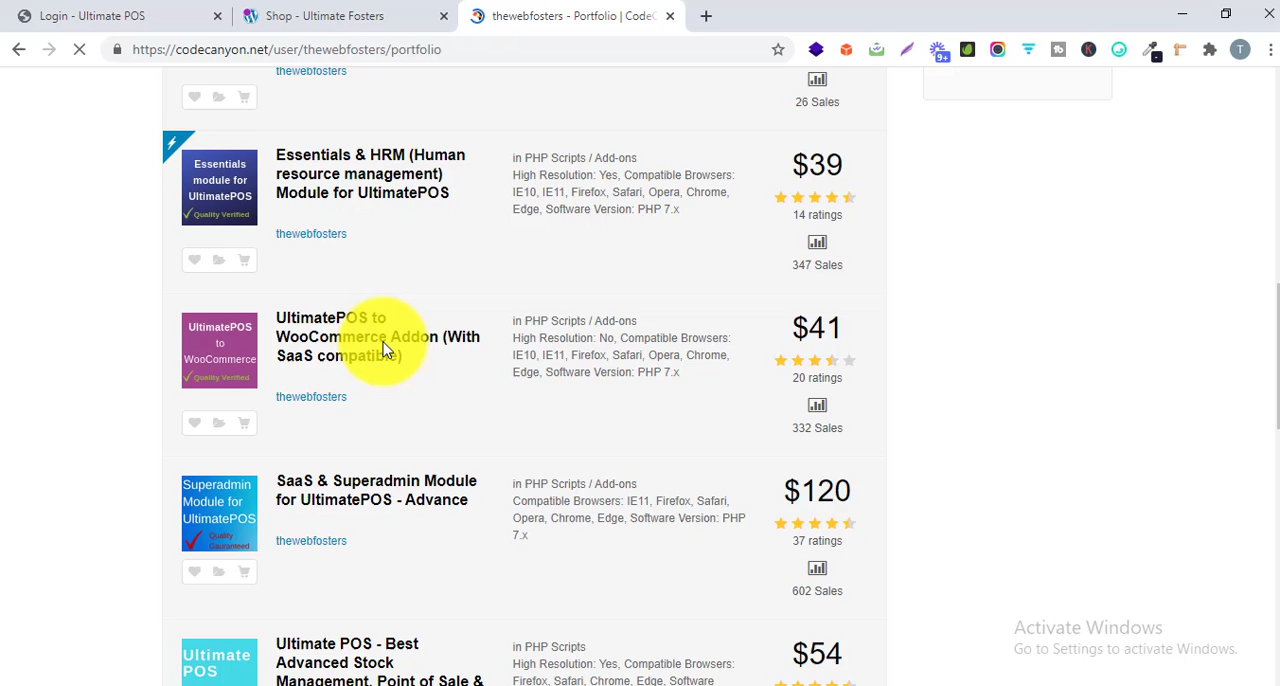 Login - Ultimate POS
Shop - Ultimate Fosters
thewebfosters - Portfolio | CodeC
https://codecanyon.net/user/thewebfosters/portfolio
9+
tb
K
T
thewebfosters
26 Sales
Essentials
module for
UltimatePOS
Quality Verified
Essentials & HRM (Human
resource management)
Module for UltimatePOS
thewebfosters
in PHP Scripts / Add-ons
High Resolution: Yes, Compatible Browsers:
IE10, IE11, Firefox, Safari, Opera, Chrome,
Edge, Software Version: PHP 7.x
$39
14 ratings
347 Sales
UltimatePOS
to
WooCommerce
Quality Verified
UltimatePOS to
WooCommerce Addon (With
SaaS compatible)
thewebfosters
in PHP Scripts / Add-ons
High Resolution: No, Compatible Browsers:
IE10, IE11, Firefox, Safari, Opera, Chrome,
Edge, Software Version: PHP 7.x
$41
20 ratings
332 Sales
Superadmin
Module for
UltimatePOS
Quality
Gauranteed
SaaS & Superadmin Module
for UltimatePOS - Advance
thewebfosters
in PHP Scripts / Add-ons
Compatible Browsers: IE11, Firefox, Safari,
Opera, Chrome, Edge, Software Version: PHP
7.x
$120
37 ratings
602 Sales
Ultimate
POS
Ultimate POS - Best
Advanced Stock
Management, Point of Sale &
in PHP Scripts
High Resolution: Yes, Compatible Browsers:
Firefox, Safari, Chrome, Edge, Software
$54
Activate Windows
Go to Settings to activate Windows.